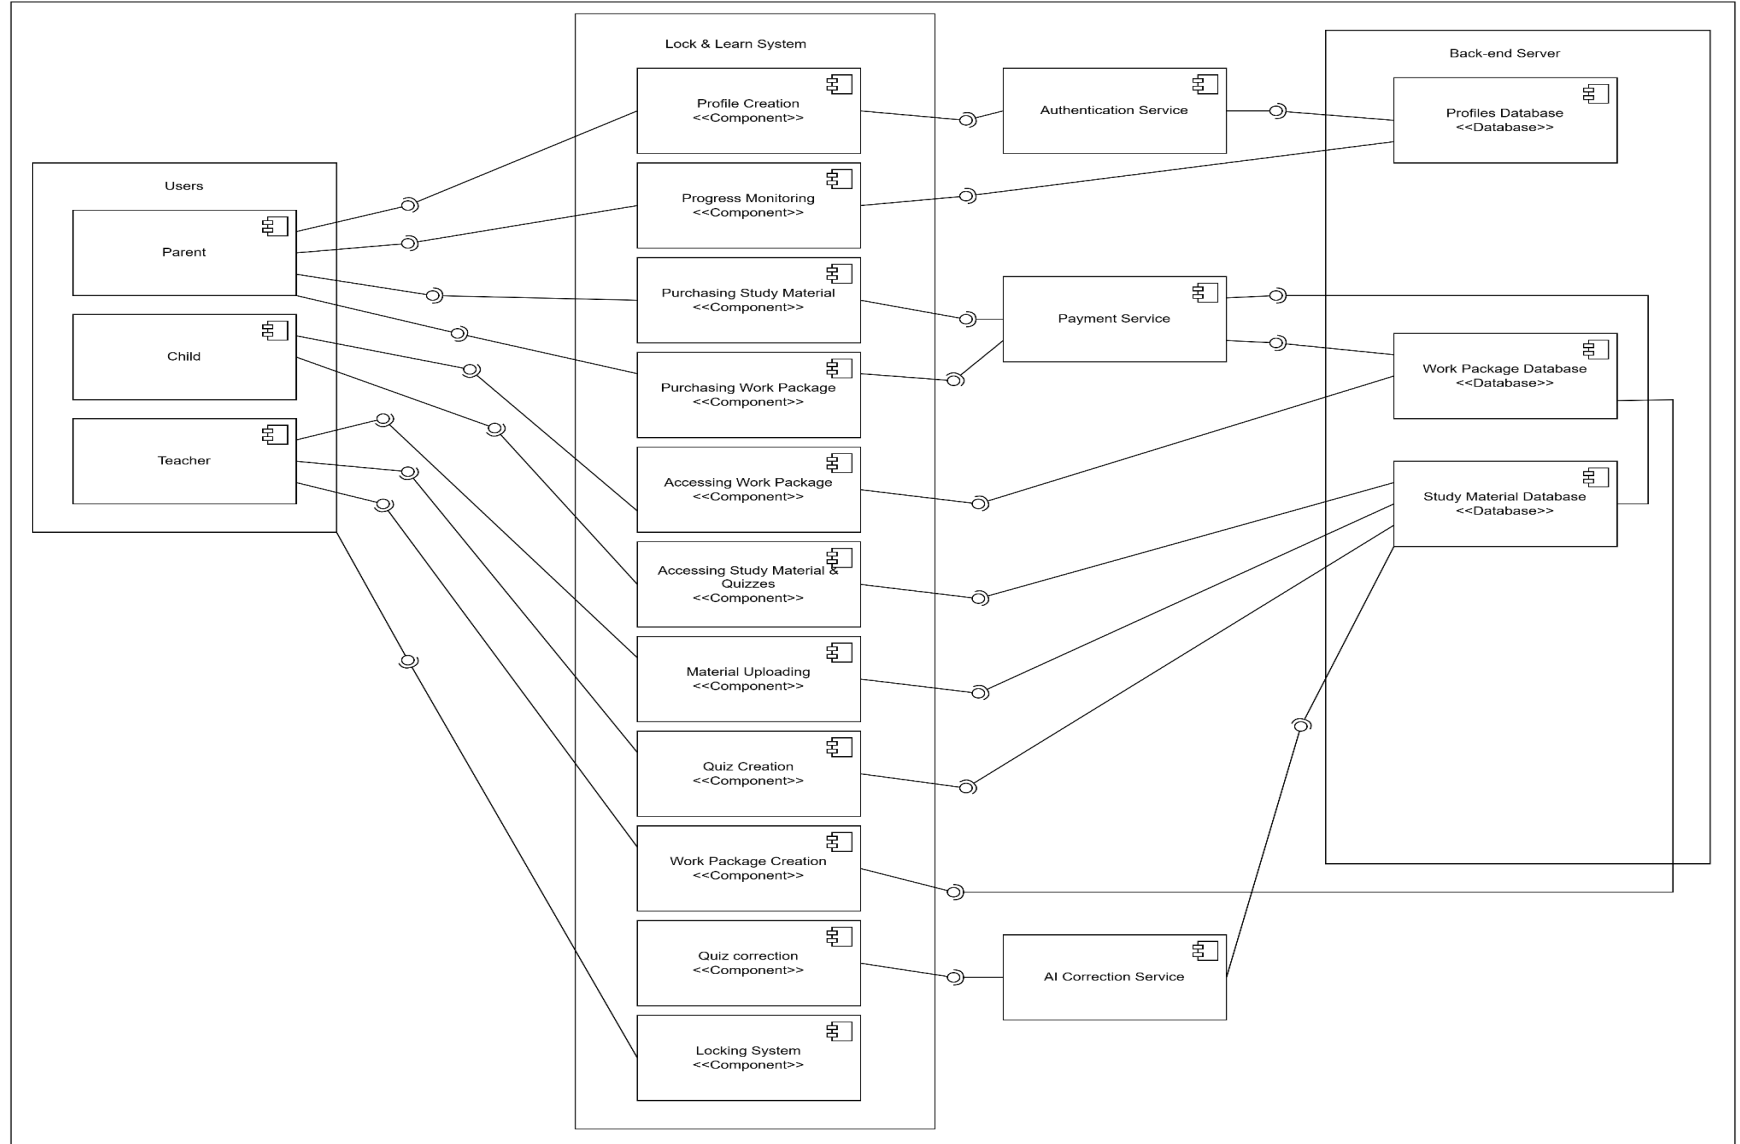 Lock & Learn System
Back-end Server
Users
Parent
Child
Teacher
Profile Creation
<<Component>>
Progress Monitoring
<<Component>>
Purchasing Study Material
<<Component>>
Purchasing Work Package
<<Component>>
Accessing Work Package
<<Component>>
Accessing Study Material &
Quizzes
<<Component>>
Material Uploading
<<Component>>
Quiz Creation
<<Component>>
Work Package Creation
<<Component>>
Quiz correction
<<Component>>
Locking System
<<Component>>
Authentication Service
Payment Service
AI Correction Service
Profiles Database
<<Database>>
Work Package Database
<<Database>>
Study Material Database
<<Database>>